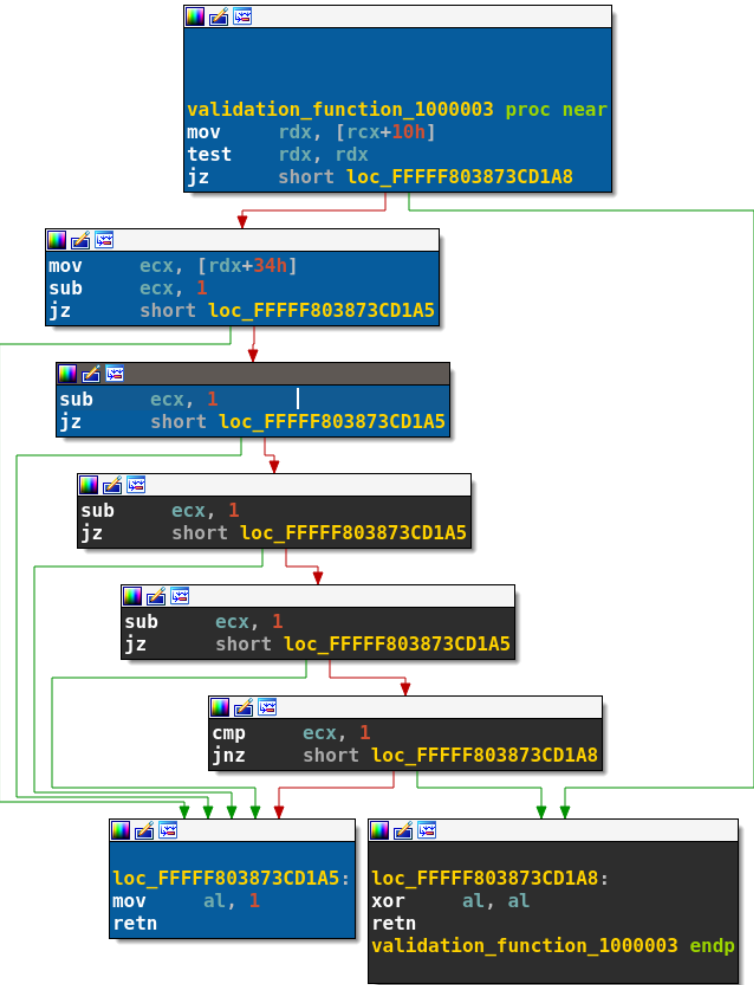 validation_function_1000003 proc near
mov rdx, [rcx+10h]
test rdx, rdx
jz short loc_FFFFF803873CD1A8
mov ecx, [rdx+34h]
sub ecx, 1
jz short loc_FFFFF803873CD1A5
sub ecx, 1
jz short loc_FFFFF803873CD1A5
sub ecx, 1
jz short loc_FFFFF803873CD1A5
sub ecx, 1
jz short loc_FFFFF803873CD1A5
cmp ecx, 1
jnz short loc_FFFFF803873CD1A8
loc_FFFFF803873CD1A5:
mov al, 1
retn
loc_FFFFF803873CD1A8:
xor al, al
retn
validation_function_1000003 endp